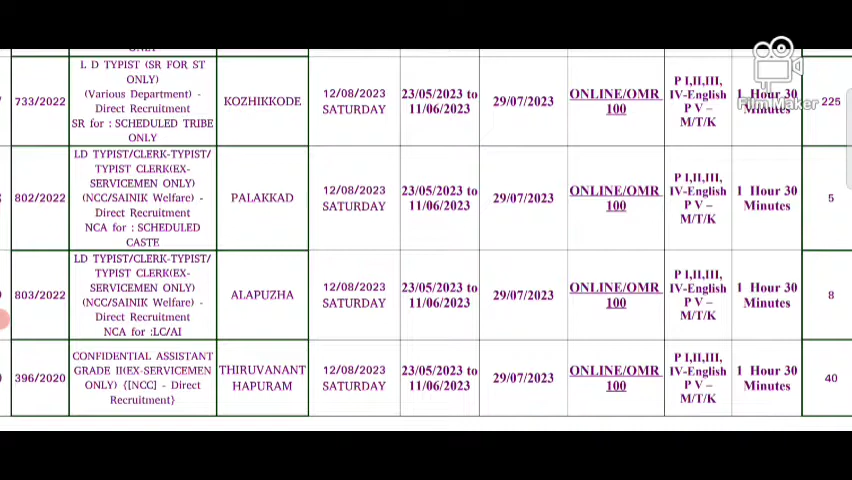 ONLY
L D TYPIST (SR FOR ST
ONLY)
(Various Department) -
Direct Recruitment
SR for : SCHEDULED TRIBE
ONLY
733/2022
KOZHIKKODE
12/08/2023
SATURDAY
23/05/2023 to
11/06/2023
29/07/2023
ONLINE/OMR
100
P I,II,III,
IV-English
P V –
M/T/K
1 Hour 30
Minutes
225
Film Maker
802/2022
LD TYPIST/CLERK-TYPIST/
TYPIST CLERK(EX-
SERVICEMEN ONLY)
(NCC/SAINIK Welfare) -
Direct Recruitment
NCA for : SCHEDULED
CASTE
PALAKKAD
12/08/2023
SATURDAY
23/05/2023 to
11/06/2023
29/07/2023
ONLINE/OMR
100
P I,II,III,
IV-English
P V –
M/T/K
1 Hour 30
Minutes
5
803/2022
LD TYPIST/CLERK-TYPIST/
TYPIST CLERK(EX-
SERVICEMEN ONLY)
(NCC/SAINIK Welfare) -
Direct Recruitment
NCA for :LC/AI
ALAPUZHA
12/08/2023
SATURDAY
23/05/2023 to
11/06/2023
29/07/2023
ONLINE/OMR
100
P I,II,III,
IV-English
P V –
M/T/K
1 Hour 30
Minutes
8
396/2020
CONFIDENTIAL ASSISTANT
GRADE II(EX-SERVICEMEN
ONLY) {[NCC] - Direct
Recruitment}
THIRUVANANT
HAPURAM
12/08/2023
SATURDAY
23/05/2023 to
11/06/2023
29/07/2023
ONLINE/OMR
100
P I,II,III,
IV-English
P V –
M/T/K
1 Hour 30
Minutes
40